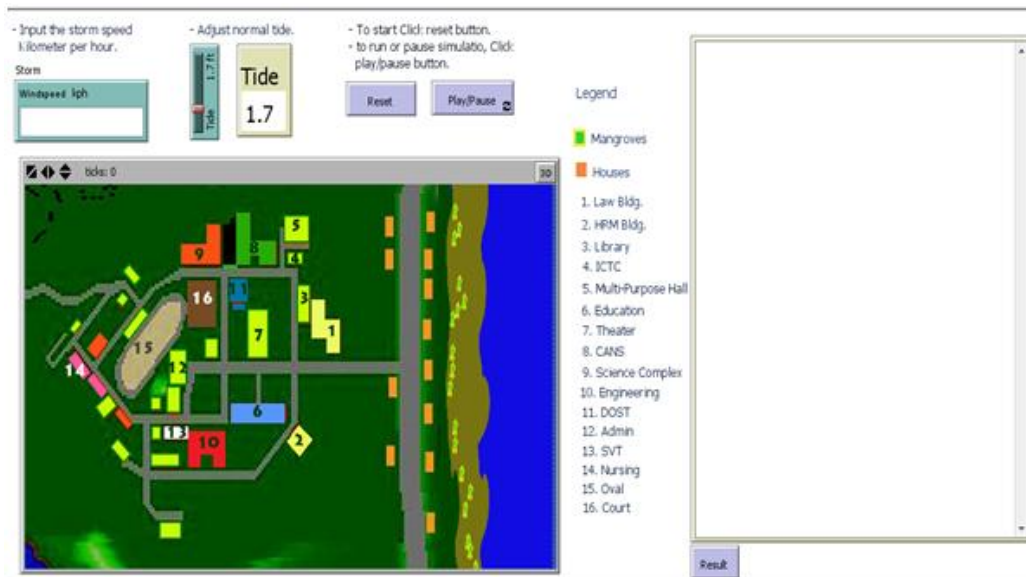 - Input the storm speed
kilometer per hour.
Storm
Windspeed kph
- Adjust normal tide.
1.7 ft
Tide
Tide
1.7
- To start Click reset button.
- to run or pause simulatio, Click
play/pause button.
Reset
Play/Pause
ticks: 0
3D
5
9
8
4
16
11
3
1
7
15
12
14
6
13
10
2
Legend
Mangroves
Houses
1. Law Bldg.
2. HRM Bldg.
3. Library
4. ICTC
5. Multi-Purpose Hall
6. Education
7. Theater
8. CANS
9. Science Complex
10. Engineering
11. DOST
12. Admin
13. SVT
14. Nursing
15. Oval
16. Court
Result